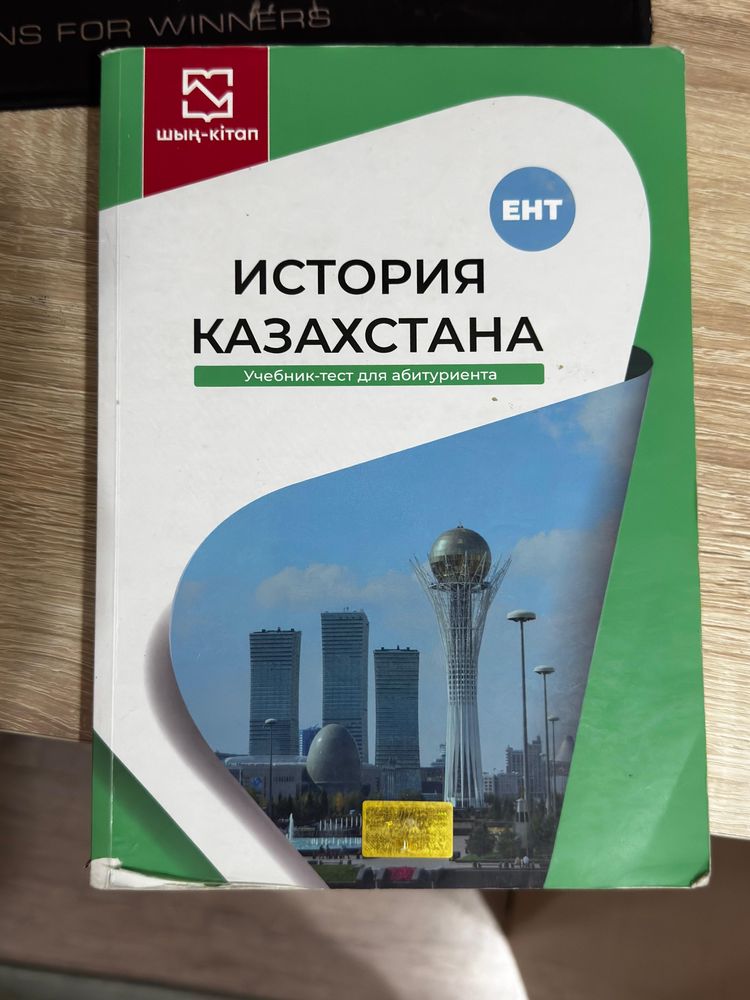 NS FOR WINNERS
шың-кітап
ЕНТ
ИСТОРИЯ
КАЗАХСТАНА
Учебник-тест для абитуриента